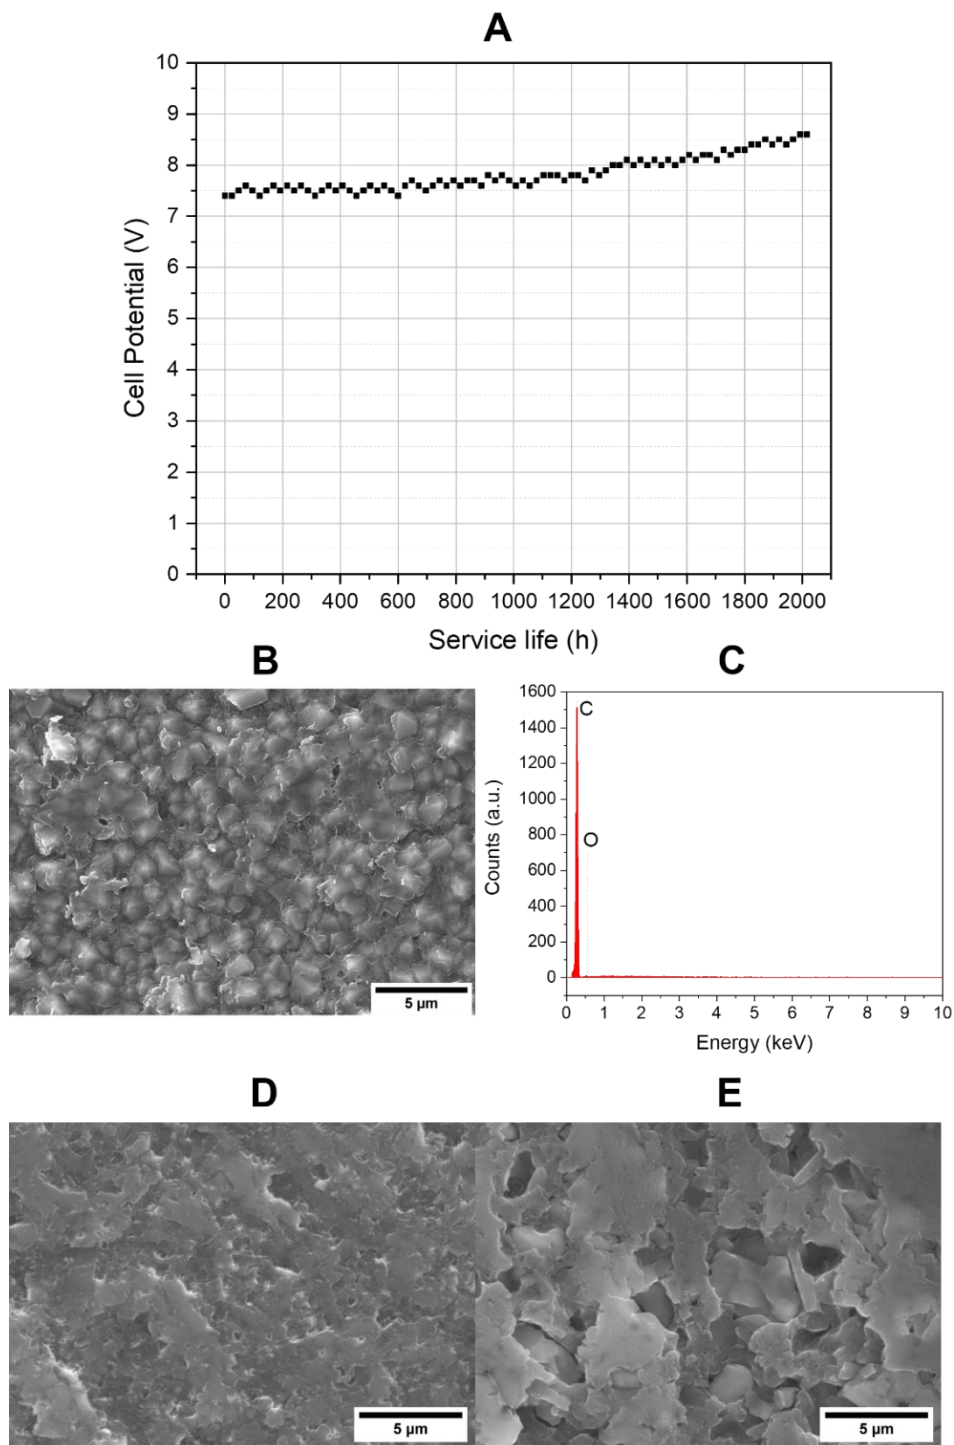 A
10
9
8
7
6
5
4
3
2
1
0
Cell Potential (V)
0 200 400 600 800 1000 1200 1400 1600 1800 2000
Service life (h)
B
5 µm
C
1600
1400
1200
1000
800
600
400
200
0
Counts (a.u.)
C
O
0 1 2 3 4 5 6 7 8 9 10
Energy (keV)
D
5 µm
E
5 µm